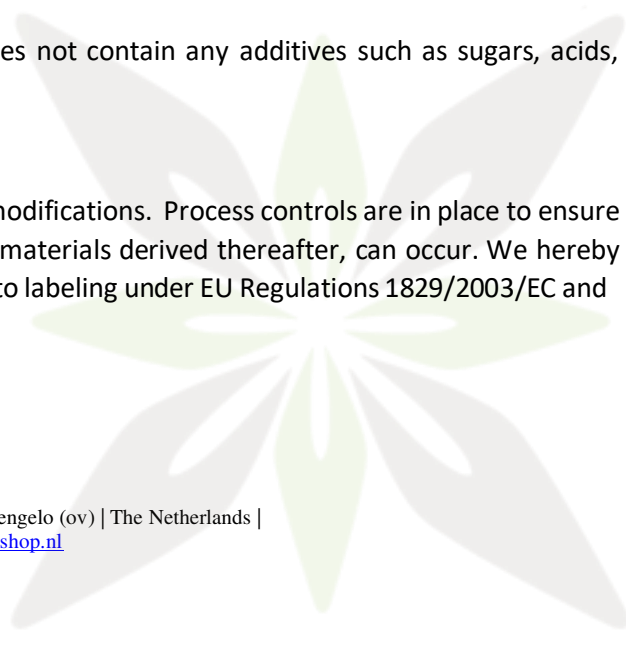 es not contain any additives such as sugars, acids,
modifications. Process controls are in place to ensure
materials derived thereafter, can occur. We hereby
to labeling under EU Regulations 1829/2003/EC and
engelo (ov) | The Netherlands |
shop.nl